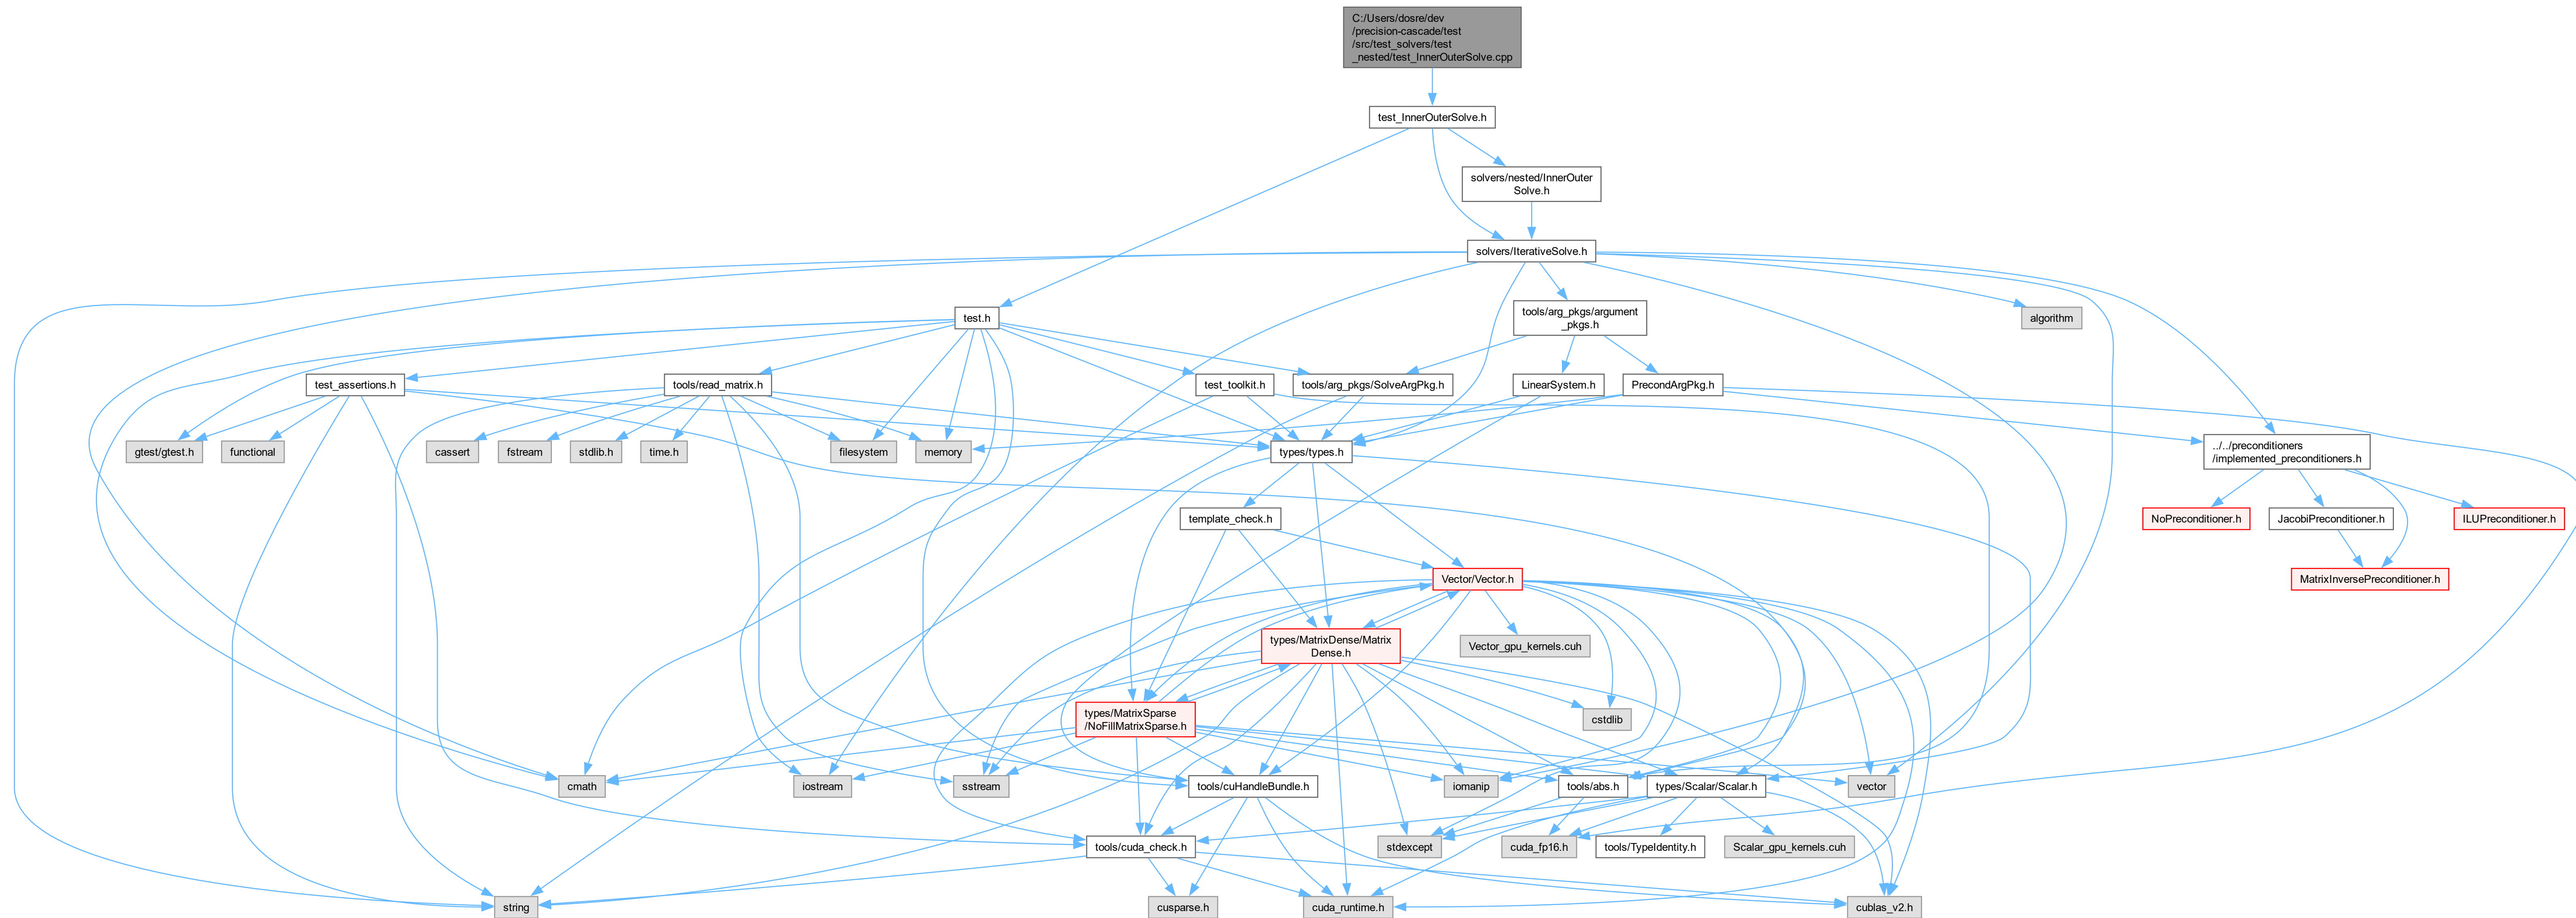 C:/Users/dosre/dev
/precision-cascade/test
/src/test_solvers/test
_nested/test_InnerOuterSolve.cpp
test_InnerOuterSolve.h
solvers/nested/InnerOuter
Solve.h
solvers/IterativeSolve.h
test.h
tools/arg_pkgs/argument
_pkgs.h
algorithm
test_assertions.h
tools/read_matrix.h
test_toolkit.h
tools/arg_pkgs/SolveArgPkg.h
LinearSystem.h
PrecondArgPkg.h
gtest/gtest.h
functional
cassert
fstream
stdlib.h
time.h
filesystem
memory
types/types.h
../../preconditioners
/implemented_preconditioners.h
template_check.h
NoPreconditioner.h
JacobiPreconditioner.h
ILUPreconditioner.h
Vector/Vector.h
MatrixInversePreconditioner.h
types/MatrixDense/Matrix
Dense.h
Vector_gpu_kernels.cuh
types/MatrixSparse
/NoFillMatrixSparse.h
cstdlib
cmath
iostream
sstream
tools/cuHandleBundle.h
iomanip
tools/abs.h
types/Scalar/Scalar.h
vector
tools/cuda_check.h
stdexcept
cuda_fp16.h
tools/TypeIdentity.h
Scalar_gpu_kernels.cuh
string
cusparse.h
cuda_runtime.h
cublas_v2.h